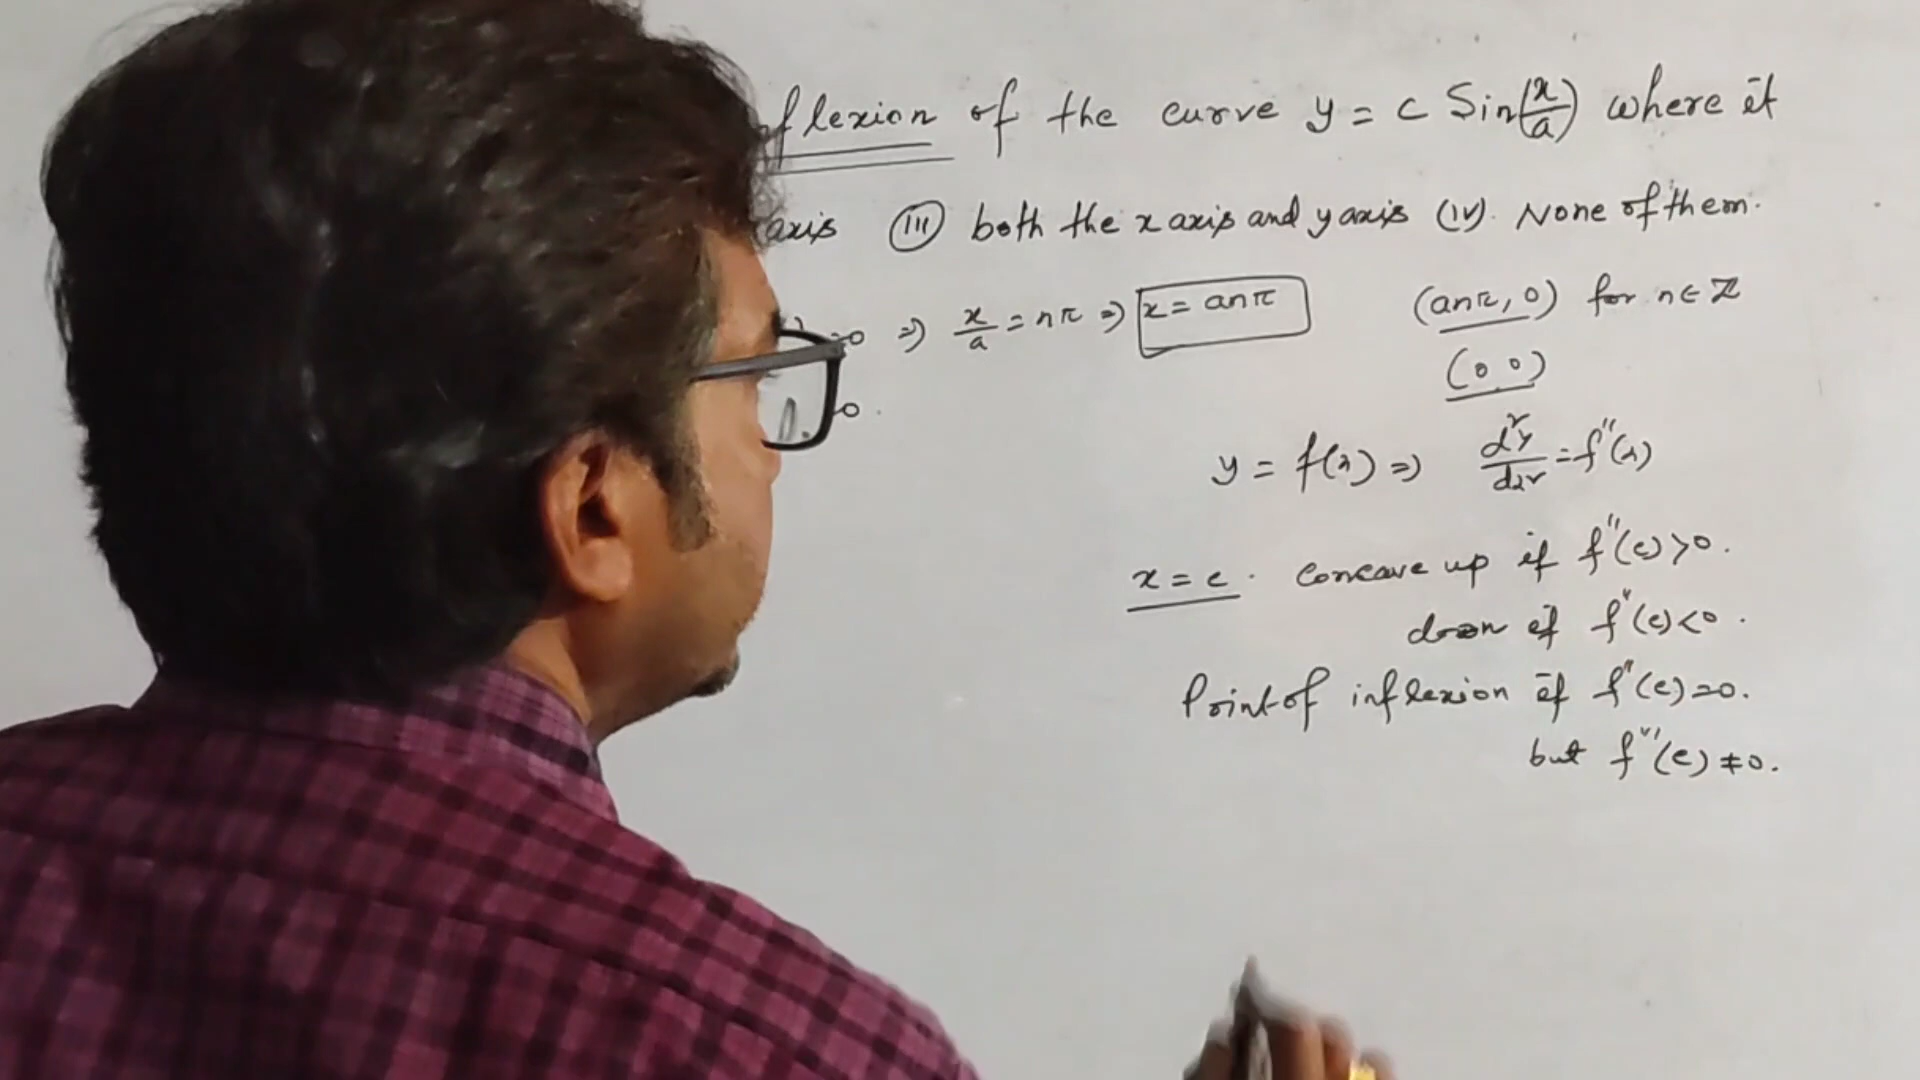 flexion of the curve y = c Sin(x/a) where it
axis (III) both the x axis and y axis (IV). None of them.
=0 => x/a = nπ => x = anπ
(anπ, 0) for n ∈ Z
(0,0)
0.
y = f(x) => d²y/dx² = f''(x)
x = c. concave up if f''(c) > 0.
down if f''(c) < 0.
Point of inflexion if f''(c) = 0.
but f'''(c) ≠ 0.